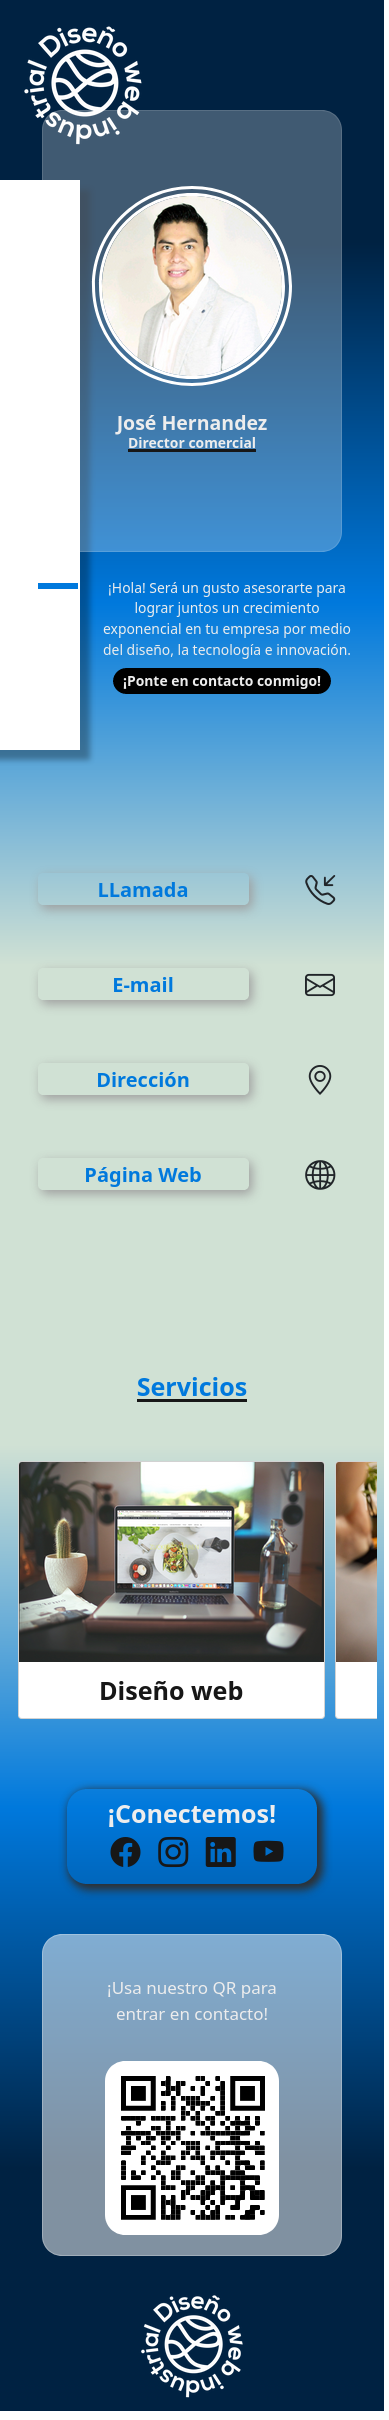 Diseño web industrial
José Hernandez
Director comercial
¡Hola! Será un gusto asesorarte para
lograr juntos un crecimiento
exponencial en tu empresa por medio
del diseño, la tecnología e innovación.
¡Ponte en contacto conmigo!
LLamada
E-mail
Dirección
Página Web
Servicios
Diseño web
¡Conectemos!
¡Usa nuestro QR para
entrar en contacto!
Diseño web industrial